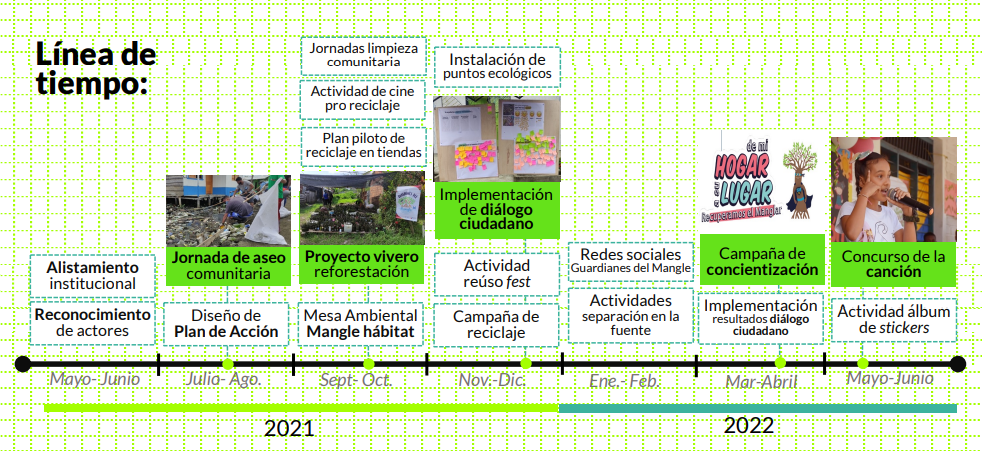 Línea de
tiempo:
Alistamiento
institucional
Reconocimiento
de actores
Jornada de aseo
comunitaria
Diseño de
Plan de Acción
Jornadas limpieza
comunitaria
Actividad de cine
pro reciclaje
Plan piloto de
reciclaje en tiendas
Proyecto vivero
reforestación
Mesa Ambiental
Mangle hábitat
Instalación de
puntos ecológicos
Implementación
de diálogo
ciudadano
Actividad
reúso fest
Campaña de
reciclaje
Redes sociales
Guardianes del Mangle
Actividades
separación en la
fuente
de mi
HOGAR
a su
LUGAR
Recuperamos el Manglar
Campaña de
concientización
Implementación
resultados diálogo
ciudadano
Concurso de la
canción
Actividad álbum
de stickers
Mayo- Junio
Julio- Ago.
Sept- Oct.
Nov.-Dic.
Ene.- Feb.
Mar-Abril
Mayo-Junio
2021
2022